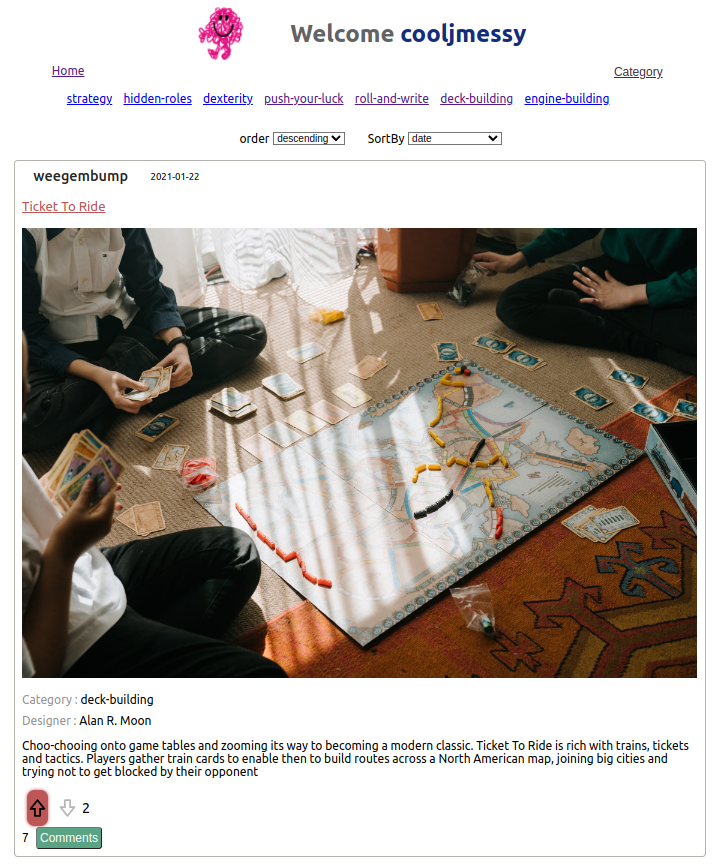 Welcome cooljmessy
Home Category
strategy hidden-roles dexterity push-your-luck roll-and-write deck-building engine-building
order descending SortBy date
weegembump 2021-01-22
Ticket To Ride
Category : deck-building
Designer : Alan R. Moon
Choo-chooing onto game tables and zooming its way to becoming a modern classic. Ticket To Ride is rich with trains, tickets
and tactics. Players gather train cards to enable then to build routes across a North American map, joining big cities and
trying not to get blocked by their opponent
2
7 Comments